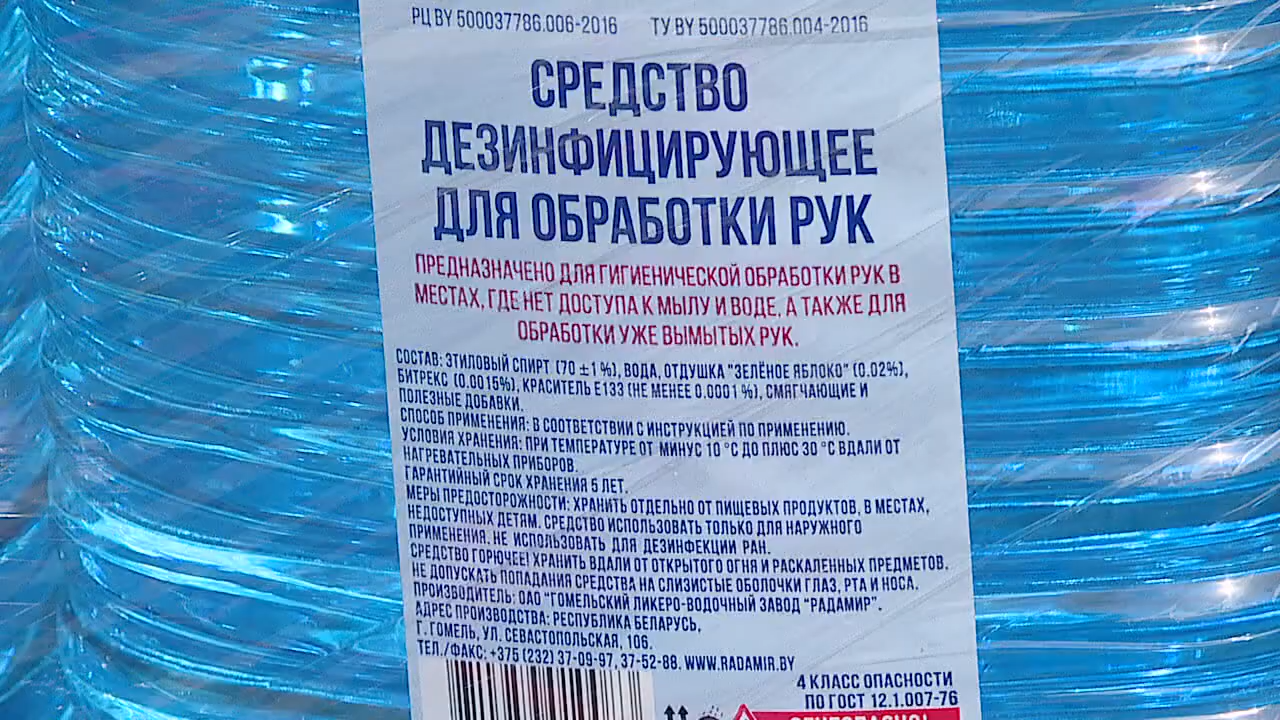 РЦ BY 500037786.006-2016 ТУ BY 500037786.004-2016
СРЕДСТВО
ДЕЗИНФИЦИРУЮЩЕЕ
ДЛЯ ОБРАБОТКИ РУК
ПРЕДНАЗНАЧЕНО ДЛЯ ГИГИЕНИЧЕСКОЙ ОБРАБОТКИ РУК В
МЕСТАХ, ГДЕ НЕТ ДОСТУПА К МЫЛУ И ВОДЕ, А ТАКЖЕ ДЛЯ
ОБРАБОТКИ УЖЕ ВЫМЫТЫХ РУК.
СОСТАВ: ЭТИЛОВЫЙ СПИРТ (70 ±1 %), ВОДА, ОТДУШКА "ЗЕЛЁНОЕ ЯБЛОКО" (0.02%),
БИТРЕКС (0.0015%), КРАСИТЕЛЬ Е133 (НЕ МЕНЕЕ 0.0001 %), СМЯГЧАЮЩИЕ И
ПОЛЕЗНЫЕ ДОБАВКИ.
СПОСОБ ПРИМЕНЕНИЯ: В СООТВЕТСТВИИ С ИНСТРУКЦИЕЙ ПО ПРИМЕНЕНИЮ.
УСЛОВИЯ ХРАНЕНИЯ: ПРИ ТЕМПЕРАТУРЕ ОТ МИНУС 10 °С ДО ПЛЮС 30 °С ВДАЛИ ОТ
НАГРЕВАТЕЛЬНЫХ ПРИБОРОВ.
ГАРАНТИЙНЫЙ СРОК ХРАНЕНИЯ 5 ЛЕТ.
МЕРЫ ПРЕДОСТОРОЖНОСТИ: ХРАНИТЬ ОТДЕЛЬНО ОТ ПИЩЕВЫХ ПРОДУКТОВ, В МЕСТАХ,
НЕДОСТУПНЫХ ДЕТЯМ. СРЕДСТВО ИСПОЛЬЗОВАТЬ ТОЛЬКО ДЛЯ НАРУЖНОГО
ПРИМЕНЕНИЯ. НЕ ИСПОЛЬЗОВАТЬ ДЛЯ ДЕЗИНФЕКЦИИ РАН.
СРЕДСТВО ГОРЮЧЕЕ! ХРАНИТЬ ВДАЛИ ОТ ОТКРЫТОГО ОГНЯ И РАСКАЛЕННЫХ ПРЕДМЕТОВ.
НЕ ДОПУСКАТЬ ПОПАДАНИЯ СРЕДСТВА НА СЛИЗИСТЫЕ ОБОЛОЧКИ ГЛАЗ, РТА И НОСА.
ПРОИЗВОДИТЕЛЬ: ОАО "ГОМЕЛЬСКИЙ ЛИКЕРО-ВОДОЧНЫЙ ЗАВОД "РАДАМИР".
АДРЕС ПРОИЗВОДСТВА: РЕСПУБЛИКА БЕЛАРУСЬ,
Г. ГОМЕЛЬ, УЛ. СЕВАСТОПОЛЬСКАЯ, 106.
ТЕЛ./ФАКС: +375 (232) 37-09-97, 37-52-88. WWW.RADAMIR.BY
4 КЛАСС ОПАСНОСТИ
ПО ГОСТ 12.1.007-76
ОГНЕОПАСНО!